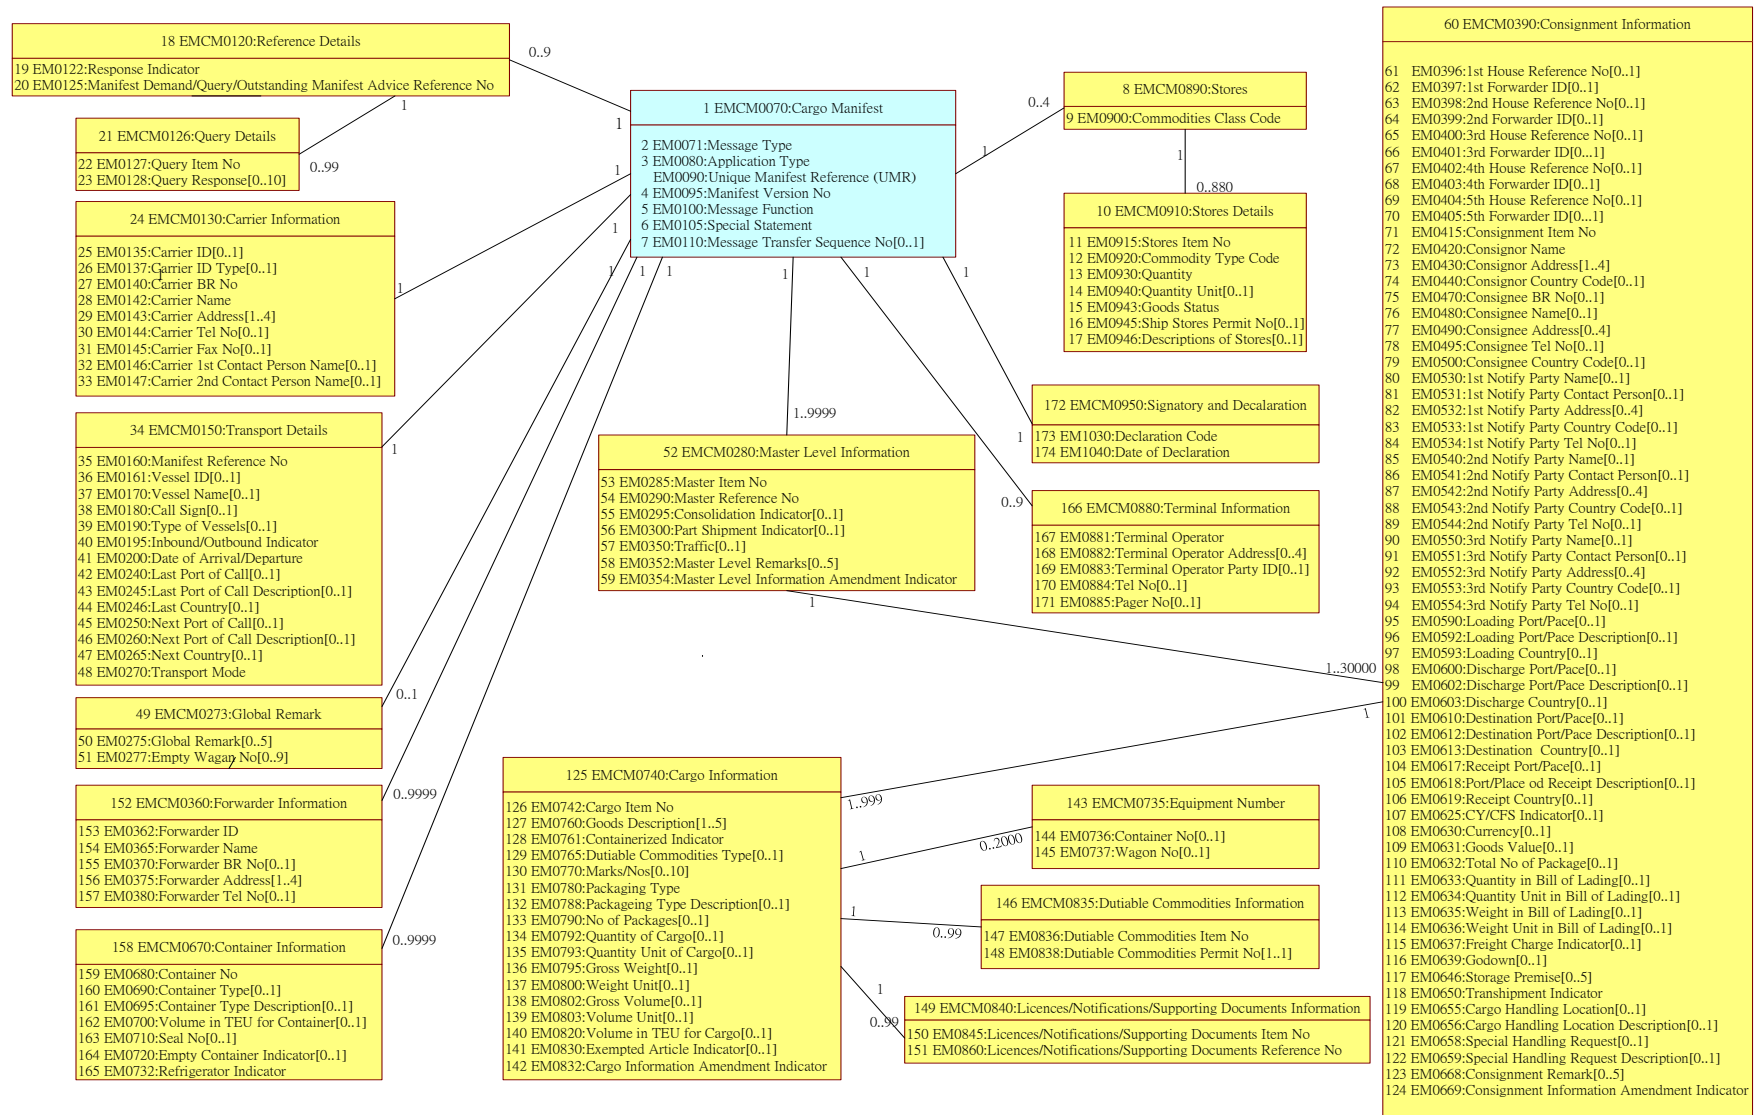 18 EMCM0120:Reference Details
19 EM0122:Response Indicator
20 EM0125:Manifest Demand/Query/Outstanding Manifest Advice Reference No
0..9
1
1
21 EMCM0126:Query Details
22 EM0127:Query Item No
23 EM0128:Query Response[0..10]
0..99
24 EMCM0130:Carrier Information
25 EM0135:Carrier ID[0..1]
26 EM0137:Carrier ID Type[0..1]
27 EM0140:Carrier BR No
28 EM0142:Carrier Name
29 EM0143:Carrier Address[1..4]
30 EM0144:Carrier Tel No[0..1]
31 EM0145:Carrier Fax No[0..1]
32 EM0146:Carrier 1st Contact Person Name[0..1]
33 EM0147:Carrier 2nd Contact Person Name[0..1]
1
1
1
34 EMCM0150:Transport Details
35 EM0160:Manifest Reference No
36 EM0161:Vessel ID[0..1]
37 EM0170:Vessel Name[0..1]
38 EM0180:Call Sign[0..1]
39 EM0190:Type of Vessels[0..1]
40 EM0195:Inbound/Outbound Indicator
41 EM0200:Date of Arrival/Departure
42 EM0240:Last Port of Call[0..1]
43 EM0245:Last Port of Call Description[0..1]
44 EM0246:Last Country[0..1]
45 EM0250:Next Port of Call[0..1]
46 EM0260:Next Port of Call Description[0..1]
47 EM0265:Next Country[0..1]
48 EM0270:Transport Mode
1
1
49 EMCM0273:Global Remark
50 EM0275:Global Remark[0..5]
51 EM0277:Empty Wagan No[0..9]
0..1
1
152 EMCM0360:Forwarder Information
153 EM0362:Forwarder ID
154 EM0365:Forwarder Name
155 EM0370:Forwarder BR No[0..1]
156 EM0375:Forwarder Address[1..4]
157 EM0380:Forwarder Tel No[0..1]
0..9999
1
158 EMCM0670:Container Information
159 EM0680:Container No
160 EM0690:Container Type[0..1]
161 EM0695:Container Type Description[0..1]
162 EM0700:Volume in TEU for Container[0..1]
163 EM0710:Seal No[0..1]
164 EM0720:Empty Container Indicator[0..1]
165 EM0732:Refrigerator Indicator
0..9999
1
1 EMCM0070:Cargo Manifest
2 EM0071:Message Type
3 EM0080:Application Type
EM0090:Unique Manifest Reference (UMR)
4 EM0095:Manifest Version No
5 EM0100:Message Function
6 EM0105:Special Statement
7 EM0110:Message Transfer Sequence No[0..1]
1
1..9999
52 EMCM0280:Master Level Information
53 EM0285:Master Item No
54 EM0290:Master Reference No
55 EM0295:Consolidation Indicator[0..1]
56 EM0300:Part Shipment Indicator[0..1]
57 EM0350:Traffic[0..1]
58 EM0352:Master Level Remarks[0..5]
59 EM0354:Master Level Information Amendment Indicator
1
1..30000
125 EMCM0740:Cargo Information
126 EM0742:Cargo Item No
127 EM0760:Goods Description[1..5]
128 EM0761:Containerized Indicator
129 EM0765:Dutiable Commodities Type[0..1]
130 EM0770:Marks/Nos[0..10]
131 EM0780:Packaging Type
132 EM0788:Packageing Type Description[0..1]
133 EM0790:No of Packages[0..1]
134 EM0792:Quantity of Cargo[0..1]
135 EM0793:Quantity Unit of Cargo[0..1]
136 EM0795:Gross Weight[0..1]
137 EM0800:Weight Unit[0..1]
138 EM0802:Gross Volume[0..1]
139 EM0803:Volume Unit[0..1]
140 EM0820:Volume in TEU for Cargo[0..1]
141 EM0830:Exempted Article Indicator[0..1]
142 EM0832:Cargo Information Amendment Indicator
1
1..999
0..4
1
8 EMCM0890:Stores
9 EM0900:Commodities Class Code
1
0..880
10 EMCM0910:Stores Details
11 EM0915:Stores Item No
12 EM0920:Commodity Type Code
13 EM0930:Quantity
14 EM0940:Quantity Unit[0..1]
15 EM0943:Goods Status
16 EM0945:Ship Stores Permit No[0..1]
17 EM0946:Descriptions of Stores[0..1]
1
1
172 EMCM0950:Signatory and Decalaration
173 EM1030:Declaration Code
174 EM1040:Date of Declaration
1
0..9
166 EMCM0880:Terminal Information
167 EM0881:Terminal Operator
168 EM0882:Terminal Operator Address[0..4]
169 EM0883:Terminal Operator Party ID[0..1]
170 EM0884:Tel No[0..1]
171 EM0885:Pager No[0..1]
143 EMCM0735:Equipment Number
144 EM0736:Container No[0..1]
145 EM0737:Wagon No[0..1]
1
0..2000
146 EMCM0835:Dutiable Commodities Information
147 EM0836:Dutiable Commodities Item No
148 EM0838:Dutiable Commodities Permit No[1..1]
1
0..99
149 EMCM0840:Licences/Notifications/Supporting Documents Information
150 EM0845:Licences/Notifications/Supporting Documents Item No
151 EM0860:Licences/Notifications/Supporting Documents Reference No
1
0..99
60 EMCM0390:Consignment Information
61 EM0396:1st House Reference No[0..1]
62 EM0397:1st Forwarder ID[0..1]
63 EM0398:2nd House Reference No[0..1]
64 EM0399:2nd Forwarder ID[0..1]
65 EM0400:3rd House Reference No[0..1]
66 EM0401:3rd Forwarder ID[0...1]
67 EM0402:4th House Reference No[0..1]
68 EM0403:4th Forwarder ID[0..1]
69 EM0404:5th House Reference No[0..1]
70 EM0405:5th Forwarder ID[0..1]
71 EM0415:Consignment Item No
72 EM0420:Consignor Name
73 EM0430:Consignor Address[1..4]
74 EM0440:Consignor Country Code[0..1]
75 EM0470:Consignee BR No[0..1]
76 EM0480:Consignee Name[0..1]
77 EM0490:Consignee Address[0..4]
78 EM0495:Consignee Tel No[0..1]
79 EM0500:Consignee Country Code[0..1]
80 EM0530:1st Notify Party Name[0..1]
81 EM0531:1st Notify Party Contact Person[0..1]
82 EM0532:1st Notify Party Address[0..4]
83 EM0533:1st Notify Party Country Code[0..1]
84 EM0534:1st Notify Party Tel No[0..1]
85 EM0540:2nd Notify Party Name[0..1]
86 EM0541:2nd Notify Party Contact Person[0..1]
87 EM0542:2nd Notify Party Address[0..4]
88 EM0543:2nd Notify Party Country Code[0..1]
89 EM0544:2nd Notify Party Tel No[0..1]
90 EM0550:3rd Notify Party Name[0..1]
91 EM0551:3rd Notify Party Contact Person[0..1]
92 EM0552:3rd Notify Party Address[0..4]
93 EM0553:3rd Notify Party Country Code[0..1]
94 EM0554:3rd Notify Party Tel No[0..1]
95 EM0590:Loading Port/Pace[0..1]
96 EM0592:Loading Port/Pace Description[0..1]
97 EM0593:Loading Country[0..1]
98 EM0600:Discharge Port/Pace[0..1]
99 EM0602:Discharge Port/Pace Description[0..1]
100 EM0603:Discharge Country[0..1]
101 EM0610:Destination Port/Pace[0..1]
102 EM0612:Destination Port/Pace Description[0..1]
103 EM0613:Destination Country[0..1]
104 EM0617:Receipt Port/Pace[0..1]
105 EM0618:Port/Place od Receipt Description[0..1]
106 EM0619:Receipt Country[0..1]
107 EM0625:CY/CFS Indicator[0..1]
108 EM0630:Currency[0..1]
109 EM0631:Goods Value[0..1]
110 EM0632:Total No of Package[0..1]
111 EM0633:Quantity in Bill of Lading[0..1]
112 EM0634:Quantity Unit in Bill of Lading[0..1]
113 EM0635:Weight in Bill of Lading[0..1]
114 EM0636:Weight Unit in Bill of Lading[0..1]
115 EM0637:Freight Charge Indicator[0..1]
116 EM0639:Godown[0..1]
117 EM0646:Storage Premise[0..5]
118 EM0650:Transhipment Indicator
119 EM0655:Cargo Handling Location[0..1]
120 EM0656:Cargo Handling Location Description[0..1]
121 EM0658:Special Handling Request[0..1]
122 EM0659:Special Handling Request Description[0..1]
123 EM0668:Consignment Remark[0..5]
124 EM0669:Consignment Information Amendment Indicator